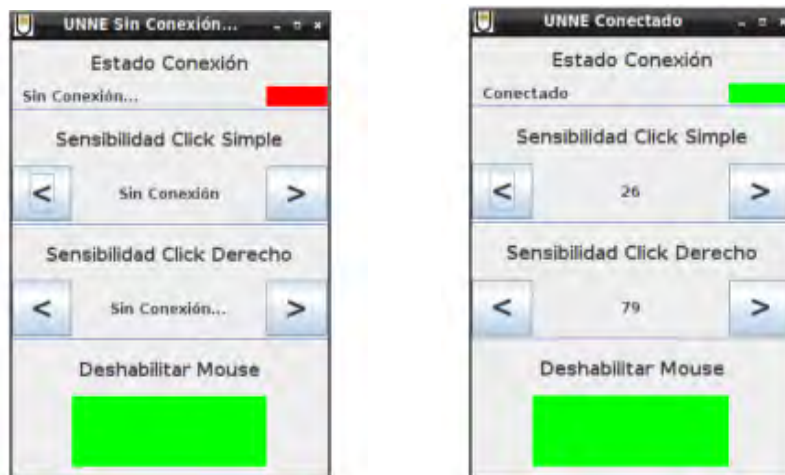 UNNE Sin Conexión...
Estado Conexión
Sin Conexión...
Sensibilidad Click Simple
< Sin Conexión >
Sensibilidad Click Derecho
< Sin Conexión... >
Deshabilitar Mouse
UNNE Conectado
Estado Conexión
Conectado
Sensibilidad Click Simple
< 26 >
Sensibilidad Click Derecho
< 79 >
Deshabilitar Mouse